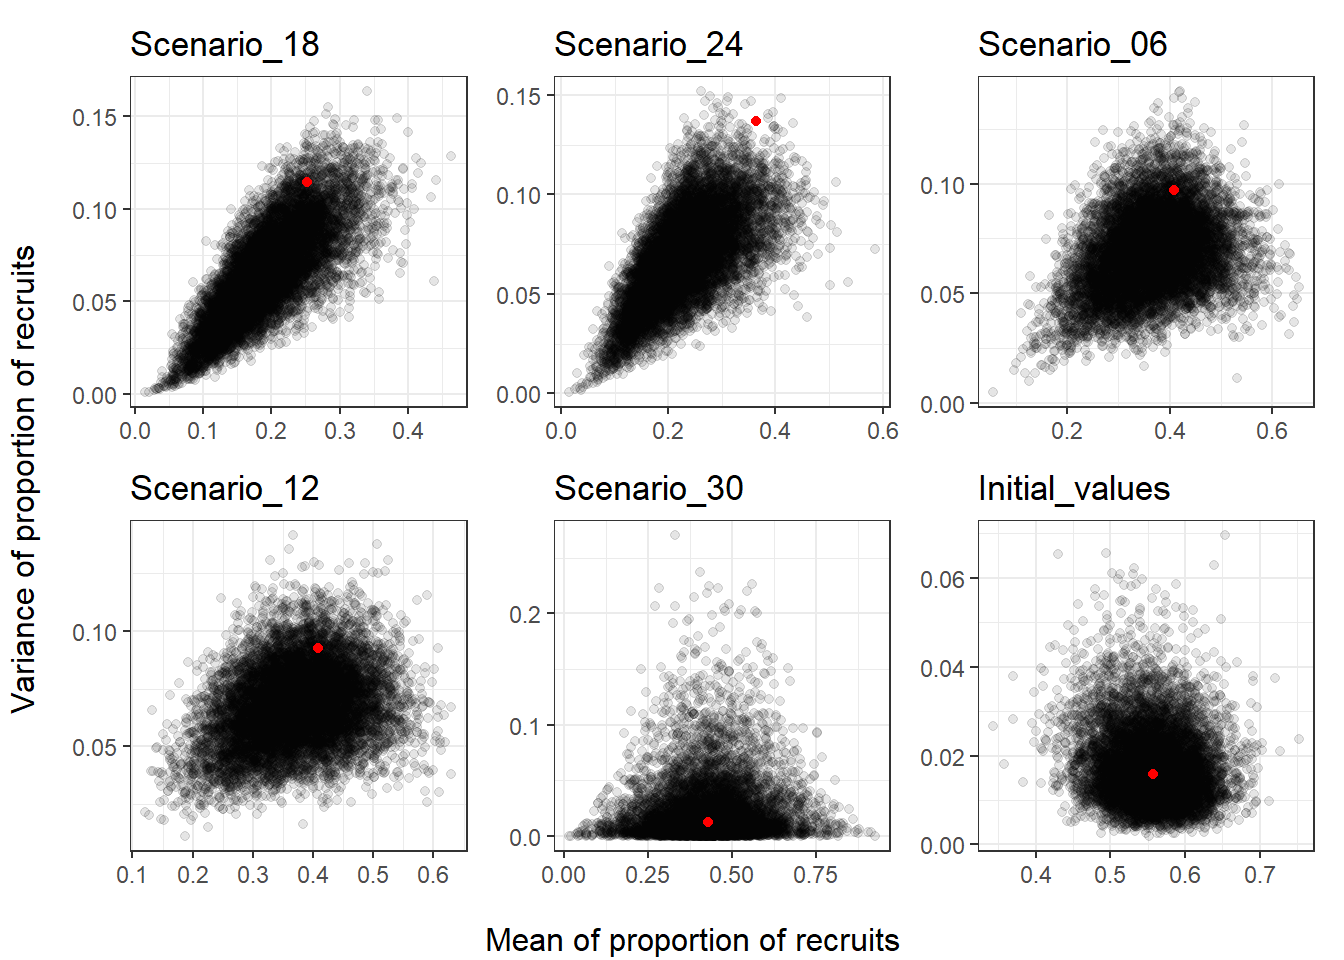 Scenario_18
Scenario_24
Scenario_06
0.15
0.10
0.05
0.00
0.0 0.1 0.2 0.3 0.4
0.15
0.10
0.05
0.00
0.0 0.2 0.4 0.6
0.10
0.05
0.00
0.2 0.4 0.6
Variance of proportion of recruits
Scenario_12
Scenario_30
Initial_values
0.10
0.05
0.1 0.2 0.3 0.4 0.5 0.6
0.2
0.1
0.0
0.00 0.25 0.50 0.75
0.06
0.04
0.02
0.00
0.4 0.5 0.6 0.7
Mean of proportion of recruits